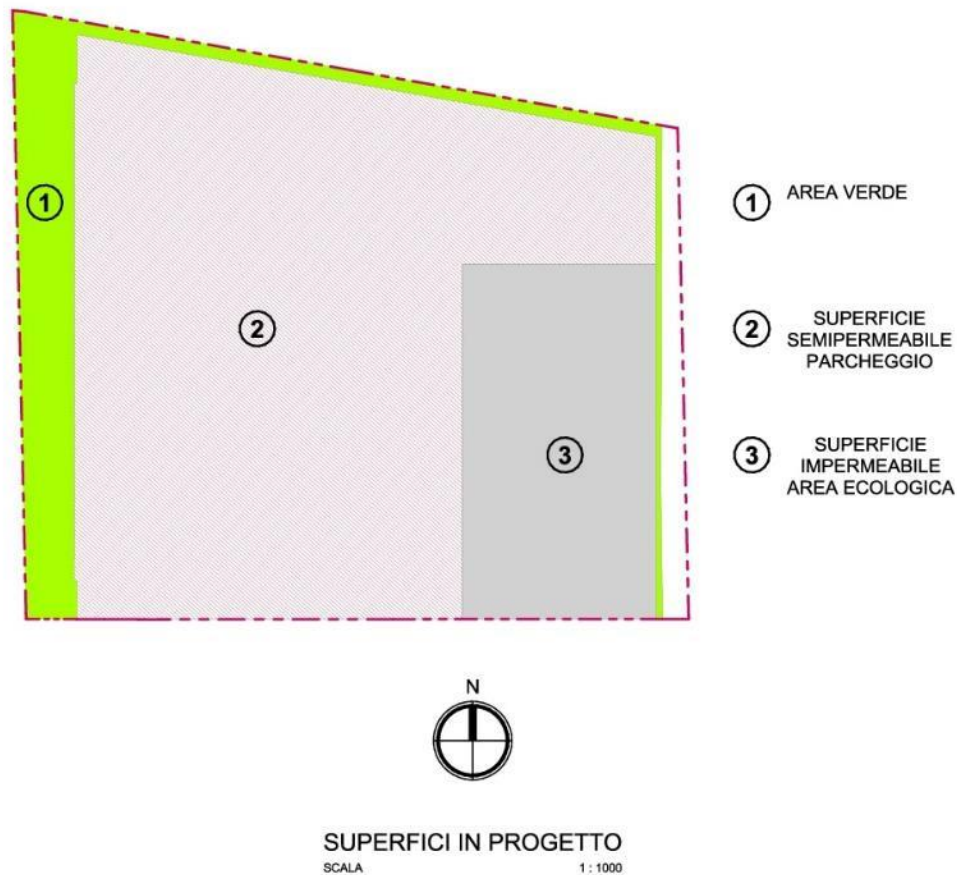 1
1
AREA VERDE
2
2
SUPERFICIE
SEMIPERMEABILE
PARCHEGGIO
3
3
SUPERFICIE
IMPERMEABILE
AREA ECOLOGICA
N
SUPERFICI IN PROGETTO
SCALA 1 : 1000